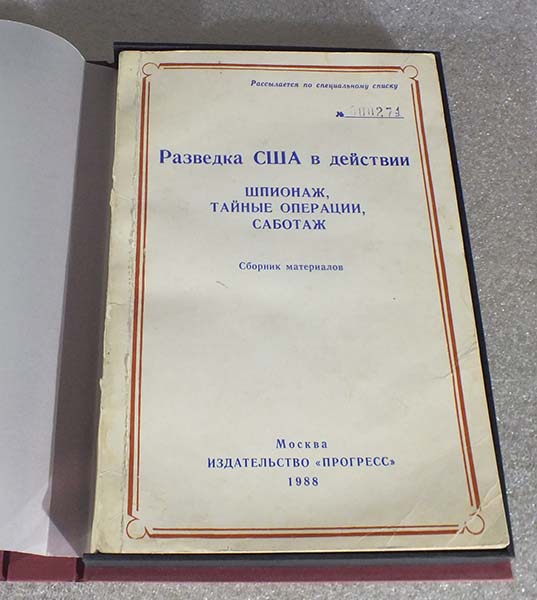 Рассылается по специальному списку
№ 000271
Разведка США в действии
ШПИОНАЖ,
ТАЙНЫЕ ОПЕРАЦИИ,
САБОТАЖ
Сборник материалов
Москва
ИЗДАТЕЛЬСТВО «ПРОГРЕСС»
1988